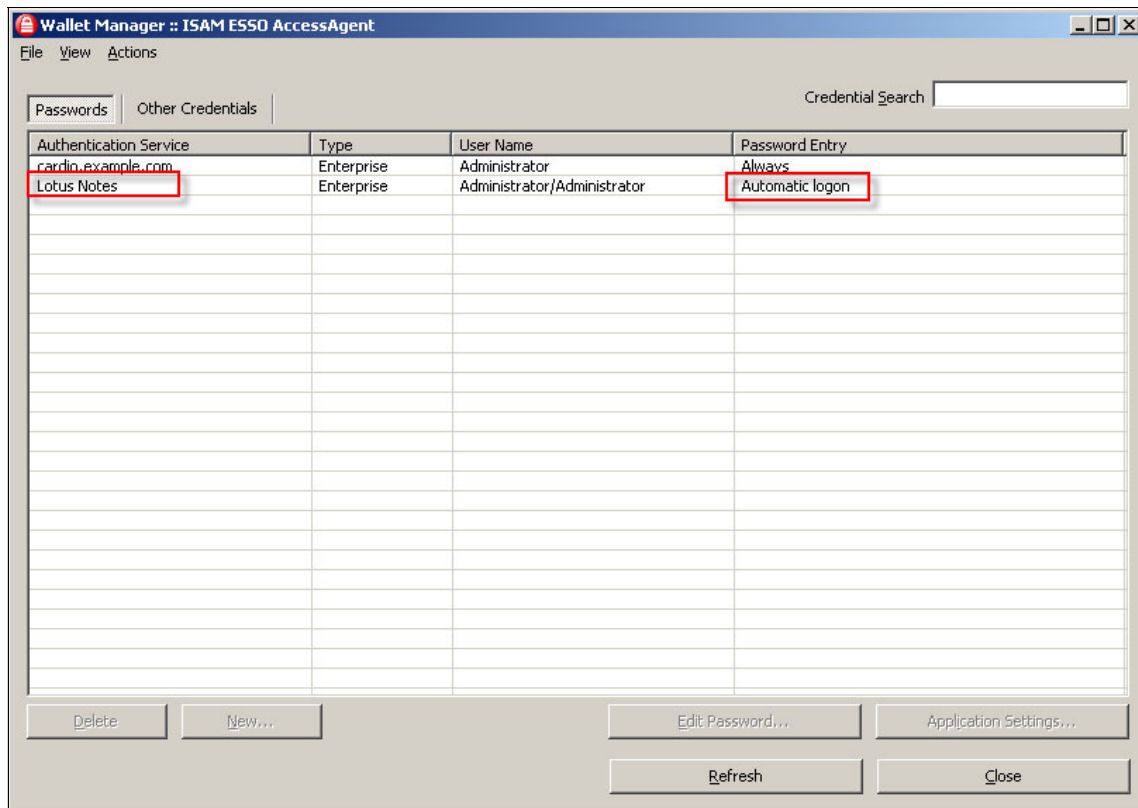 Wallet Manager :: ISAM ESSO AccessAgent
File View Actions
Passwords Other Credentials Credential Search
Authentication Service Type User Name Password Entry
cardio.example.com Enterprise Administrator Always
Lotus Notes Enterprise Administrator/Administrator Automatic logon
Delete New... Edit Password... Application Settings...
Refresh Close